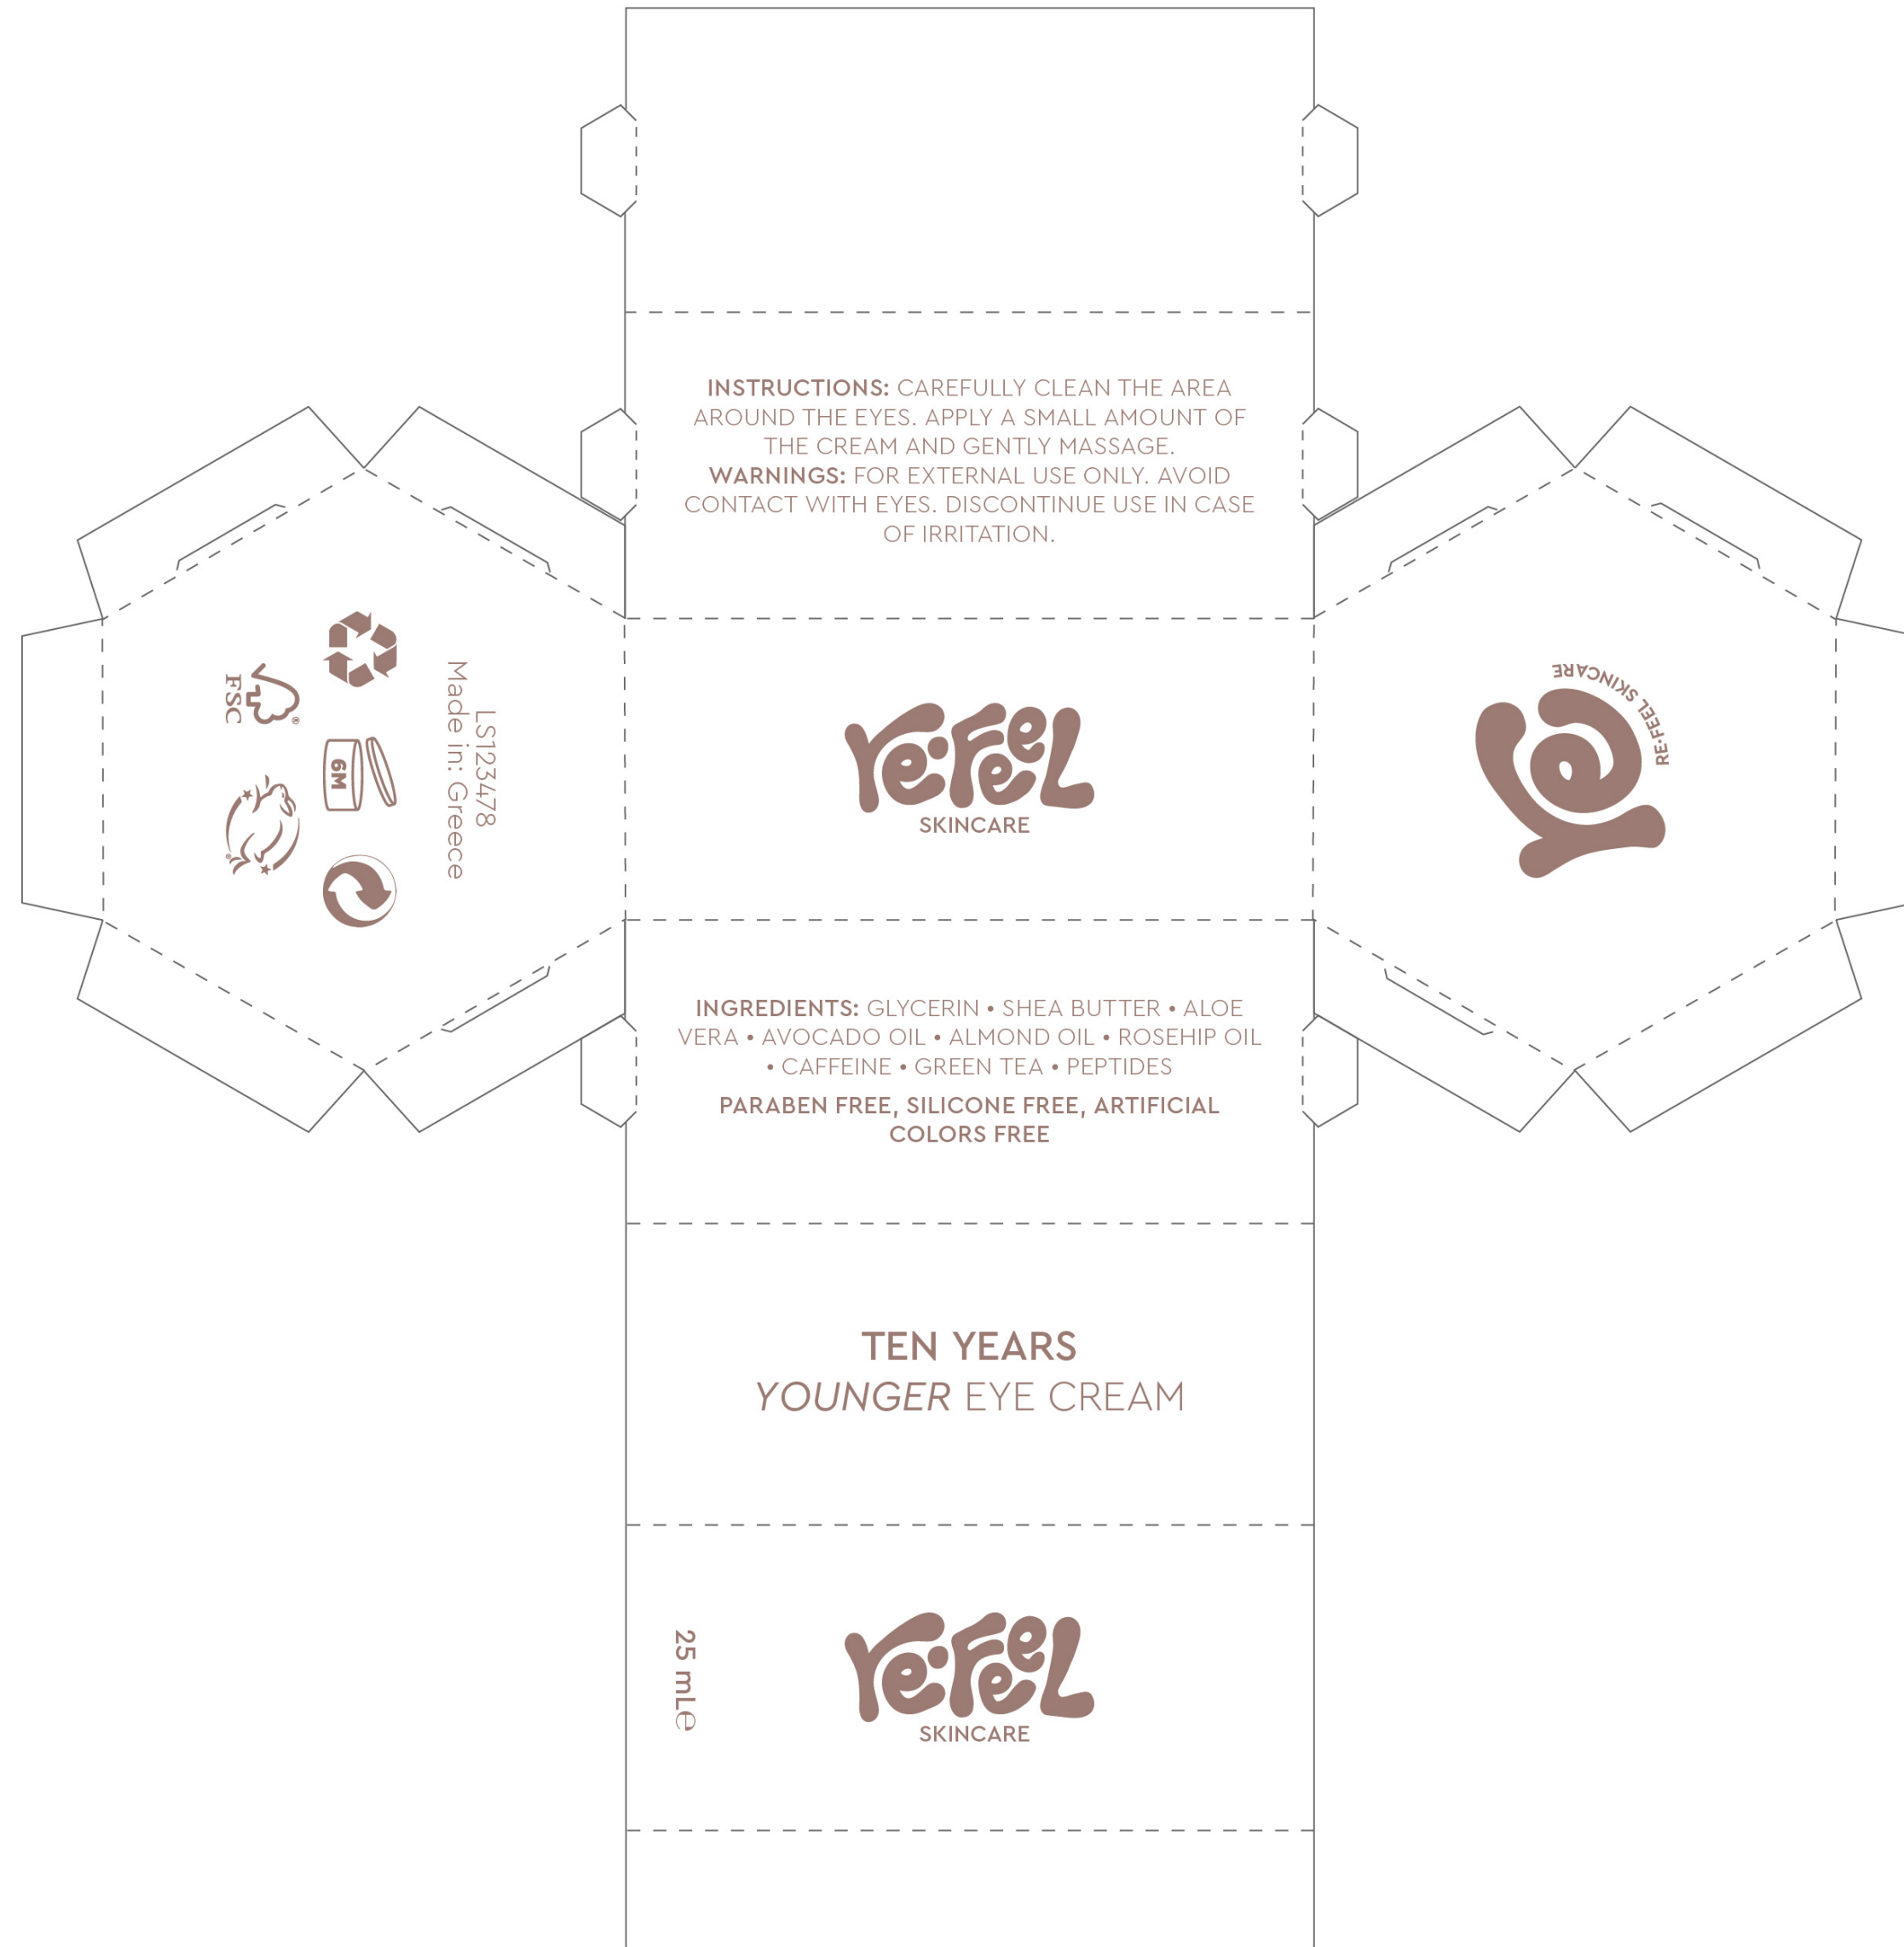 INSTRUCTIONS: CAREFULLY CLEAN THE AREA
AROUND THE EYES. APPLY A SMALL AMOUNT OF
THE CREAM AND GENTLY MASSAGE.
WARNINGS: FOR EXTERNAL USE ONLY. AVOID
CONTACT WITH EYES. DISCONTINUE USE IN CASE
OF IRRITATION.
LS123478
Made in: Greece
6M
FSC
®
®
re:Feel
SKINCARE
RE•FEEL SKINCARE
INGREDIENTS: GLYCERIN • SHEA BUTTER • ALOE
VERA • AVOCADO OIL • ALMOND OIL • ROSEHIP OIL
• CAFFEINE • GREEN TEA • PEPTIDES
PARABEN FREE, SILICONE FREE, ARTIFICIAL
COLORS FREE
TEN YEARS
YOUNGER EYE CREAM
25 mL℮
re:Feel
SKINCARE